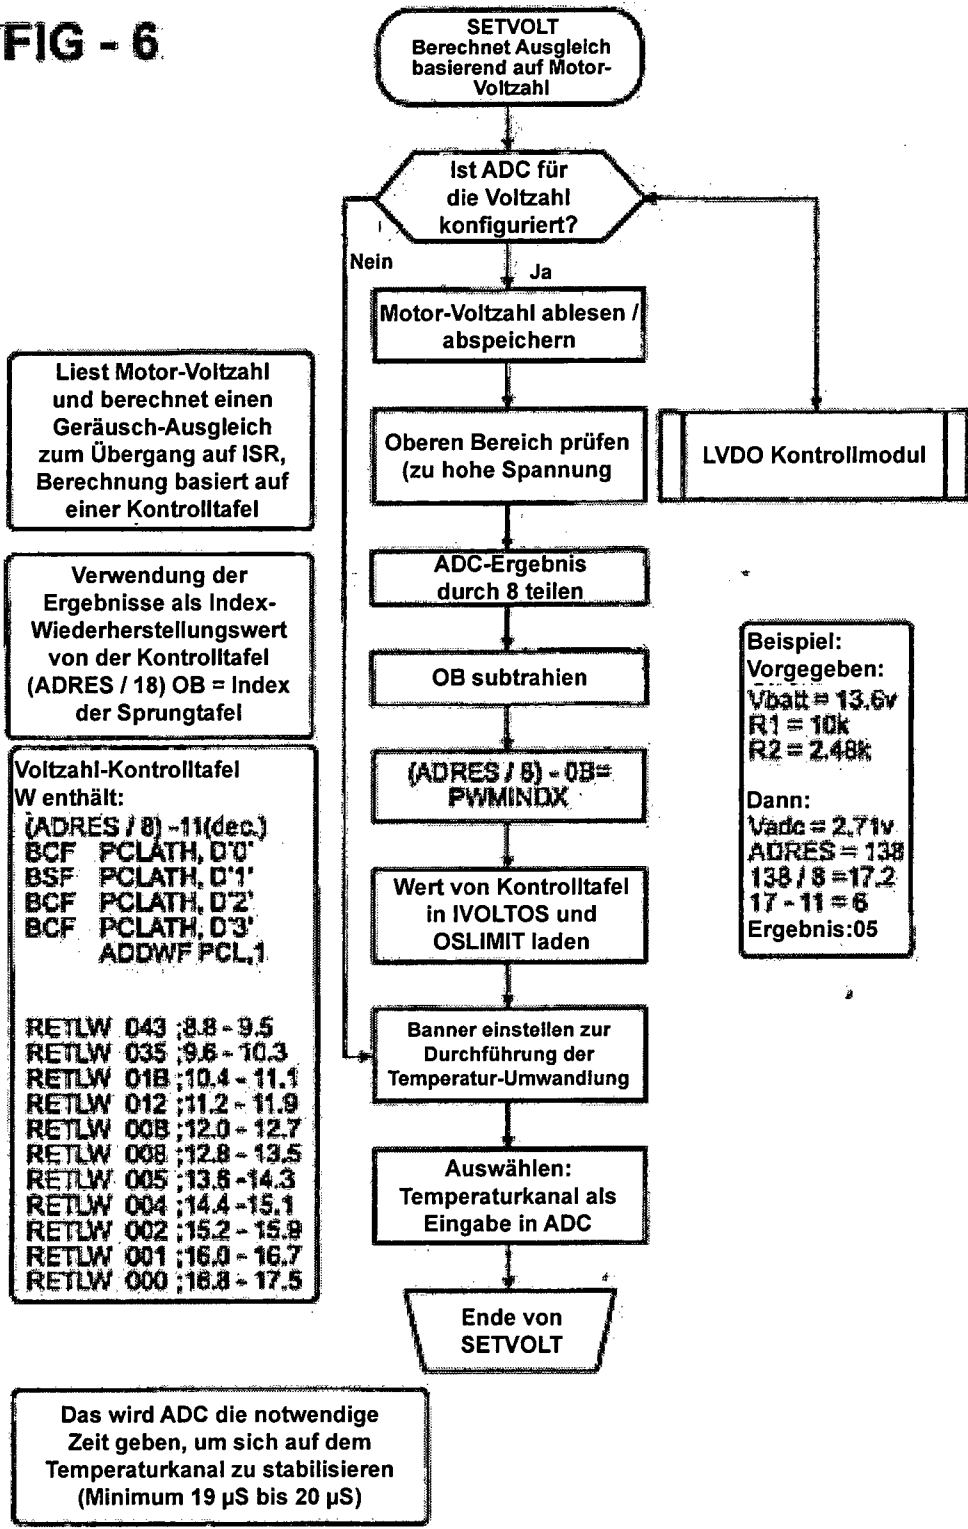 FIG - 6
SETVOLT
Berechnet Ausgleich
basierend auf Motor-
Voltzahl
Ist ADC für
die Voltzahl
konfiguriert?
Nein
Ja
Motor-Voltzahl ablesen /
abspeichern
Oberen Bereich prüfen
(zu hohe Spannung
LVDO Kontrollmodul
ADC-Ergebnis
durch 8 teilen
OB subtrahien
(ADRES / 8) - 0B=
PWMINDX
Wert von Kontrolltafel
in IVOLTOS und
OSLIMIT laden
Banner einstellen zur
Durchführung der
Temperatur-Umwandlung
Auswählen:
Temperaturkanal als
Eingabe in ADC
Ende von
SETVOLT
Liest Motor-Voltzahl
und berechnet einen
Geräusch-Ausgleich
zum Übergang auf ISR,
Berechnung basiert auf
einer Kontrolltafel
Verwendung der
Ergebnisse als Index-
Wiederherstellungswert
von der Kontrolltafel
(ADRES / 18) OB = Index
der Sprungtafel
Voltzahl-Kontrolltafel
W enthält:
(ADRES / 8) -11(dec.)
BCF PCLATH, D'0'
BSF PCLATH, D'1'
BCF PCLATH, D'2'
BCF PCLATH, D'3'
ADDWF PCL,1
RETLW 043 ;8.8 - 9.5
RETLW 035 ;9.6 - 10.3
RETLW 01B ;10.4 - 11.1
RETLW 012 ;11.2 - 11.9
RETLW 00B ;12.0 - 12.7
RETLW 008 ;12.8 - 13.5
RETLW 005 ;13.6 -14.3
RETLW 004 ;14.4 -15.1
RETLW 002 ;15.2 - 15.9
RETLW 001 ;16.0 - 16.7
RETLW 000 ;16.8 - 17.5
Beispiel:
Vorgegeben:
Vbatt = 13.6v
R1 = 10k
R2 = 2.48k
Dann:
Vadc = 2.71v
ADRES = 138
138 / 8 =17.2
17 - 11 =6
Ergebnis:05
Das wird ADC die notwendige
Zeit geben, um sich auf dem
Temperaturkanal zu stabilisieren
(Minimum 19 µS bis 20 µS)